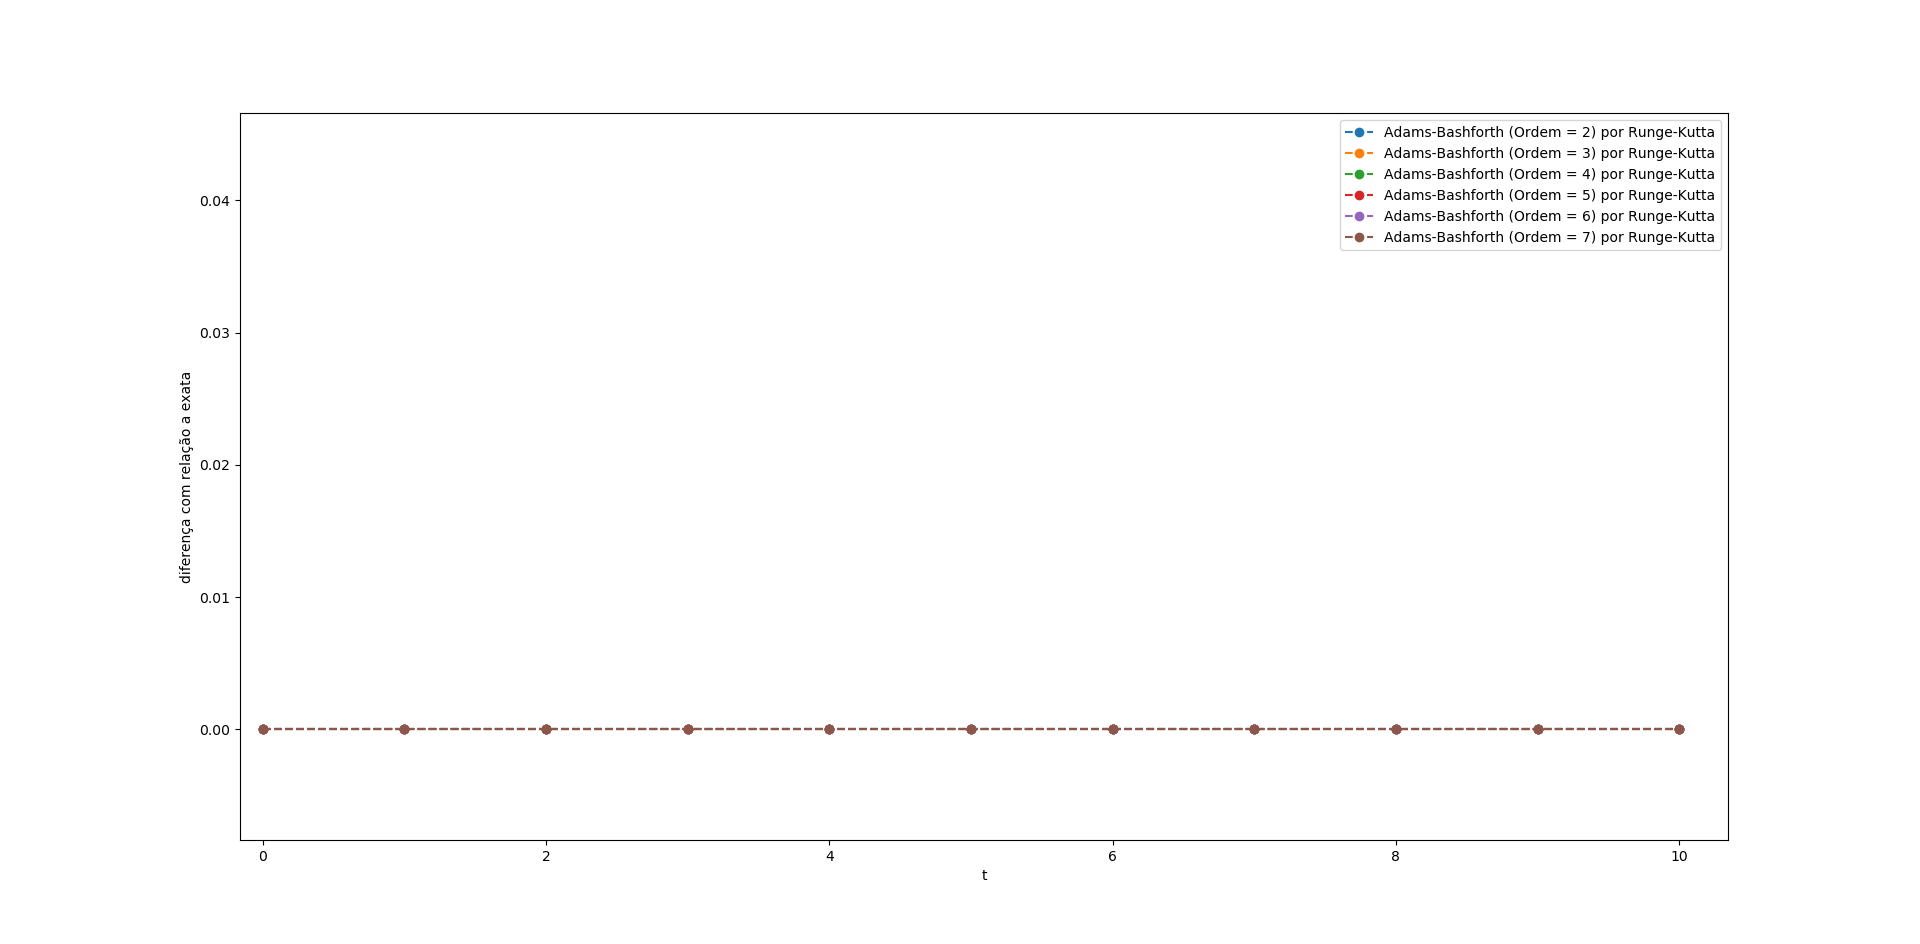 Adams-Bashforth (Ordem = 2) por Runge-Kutta
Adams-Bashforth (Ordem = 3) por Runge-Kutta
Adams-Bashforth (Ordem = 4) por Runge-Kutta
Adams-Bashforth (Ordem = 5) por Runge-Kutta
Adams-Bashforth (Ordem = 6) por Runge-Kutta
Adams-Bashforth (Ordem = 7) por Runge-Kutta
0.04
0.03
0.02
0.01
0.00
diferença com relação a exata
0 2 4 6 8 10
t